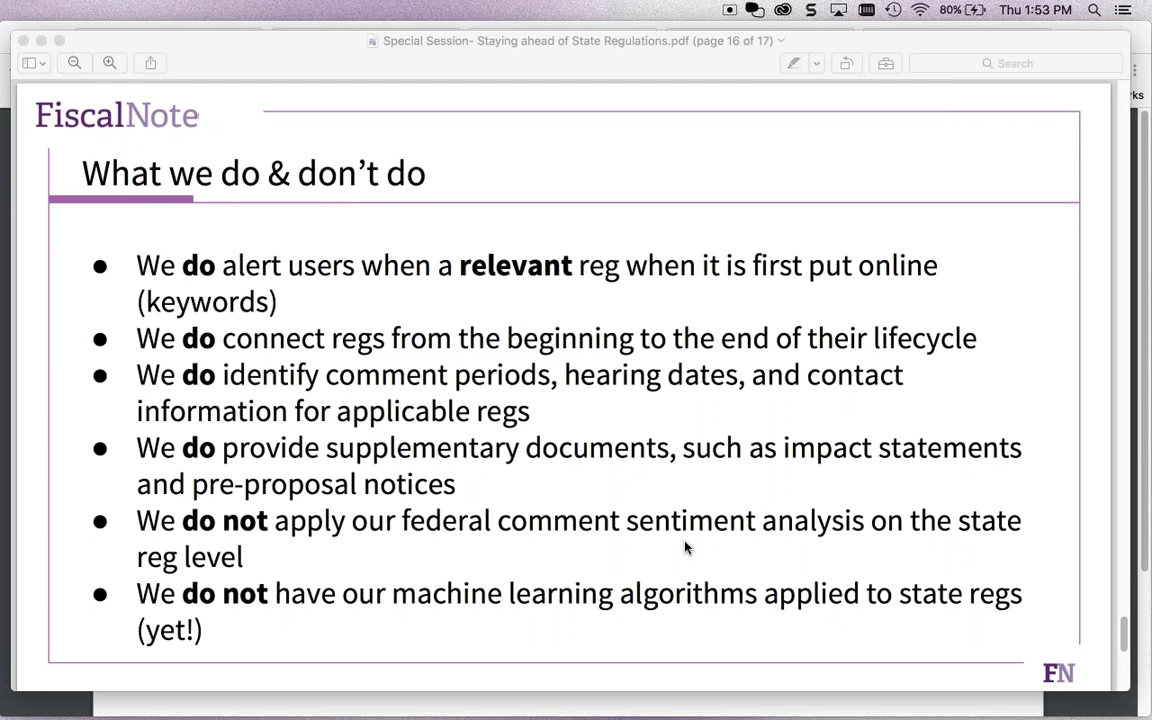 80% Thu 1:53 PM
Special Session- Staying ahead of State Regulations.pdf (page 16 of 17)
Search
rks
FiscalNote
What we do & don’t do
● We do alert users when a relevant reg when it is first put online
(keywords)
● We do connect regs from the beginning to the end of their lifecycle
● We do identify comment periods, hearing dates, and contact
information for applicable regs
● We do provide supplementary documents, such as impact statements
and pre-proposal notices
● We do not apply our federal comment sentiment analysis on the state
reg level
● We do not have our machine learning algorithms applied to state regs
(yet!)
FN